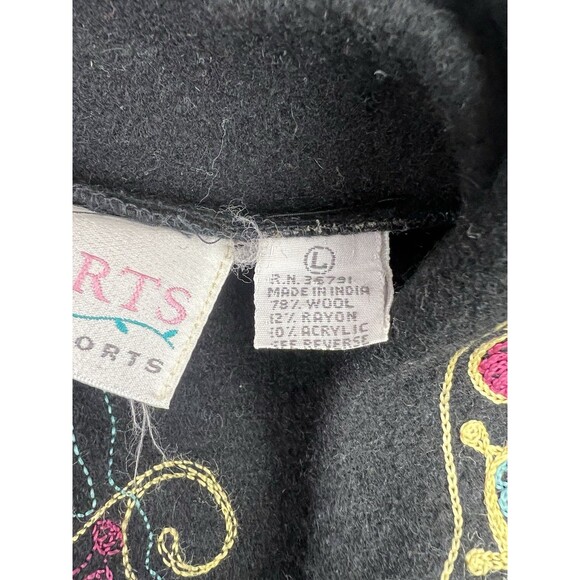 RTS
ORTS
L
R.N. 36791
MADE IN INDIA
78% WOOL
12% RAYON
10% ACRYLIC
SEE REVERSE